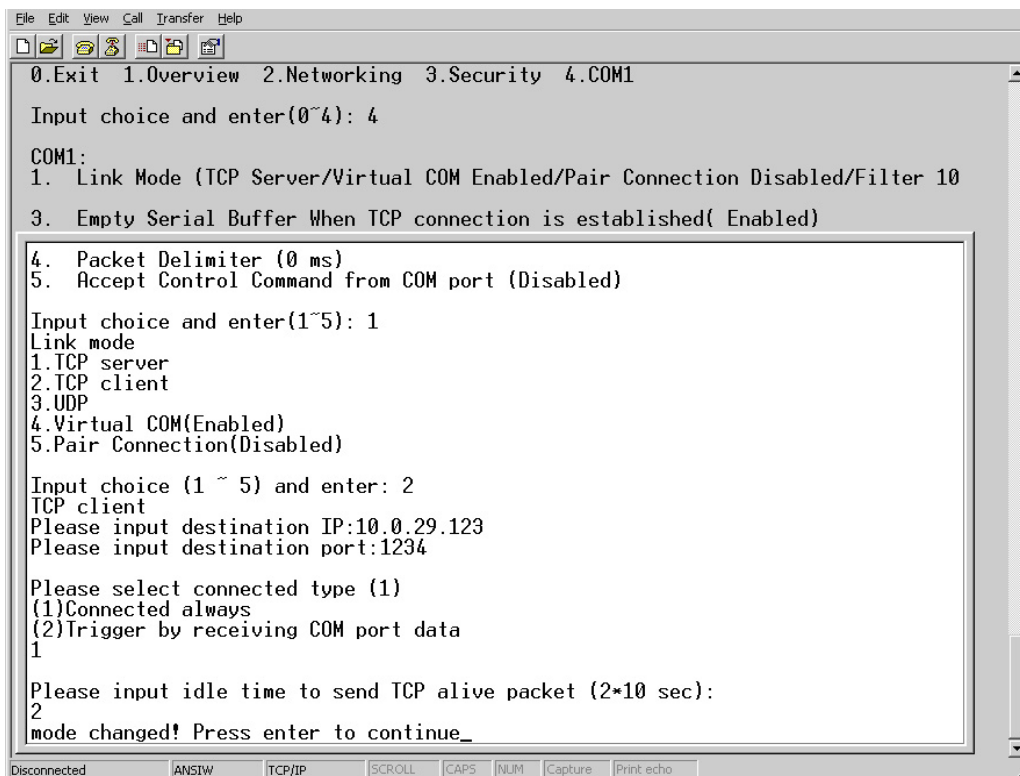 File Edit View Call Transfer Help
0.Exit 1.Overview 2.Networking 3.Security 4.COM1
Input choice and enter(0~4): 4
COM1:
1. Link Mode (TCP Server/Virtual COM Enabled/Pair Connection Disabled/Filter 10
3. Empty Serial Buffer When TCP connection is established( Enabled)
4. Packet Delimiter (0 ms)
5. Accept Control Command from COM port (Disabled)
Input choice and enter(1~5): 1
Link mode
1.TCP server
2.TCP client
3.UDP
4.Virtual COM(Enabled)
5.Pair Connection(Disabled)
Input choice (1 ~ 5) and enter: 2
TCP client
Please input destination IP:10.0.29.123
Please input destination port:1234
Please select connected type (1)
(1)Connected always
(2)Trigger by receiving COM port data
1
Please input idle time to send TCP alive packet (2*10 sec):
2
mode changed! Press enter to continue_
Disconnected ANSIW TCP/IP SCROLL CAPS NUM Capture Print echo